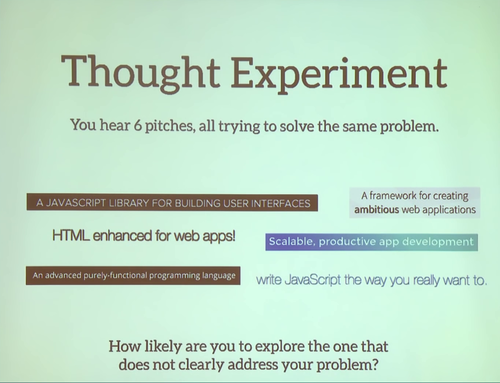 Thought Experiment
You hear 6 pitches, all trying to solve the same problem.
A JAVASCRIPT LIBRARY FOR BUILDING USER INTERFACES
A framework for creating
ambitious web applications
HTML enhanced for web apps!
Scalable, productive app development
An advanced purely-functional programming language
write JavaScript the way you really want to.
How likely are you to explore the one that
does not clearly address your problem?